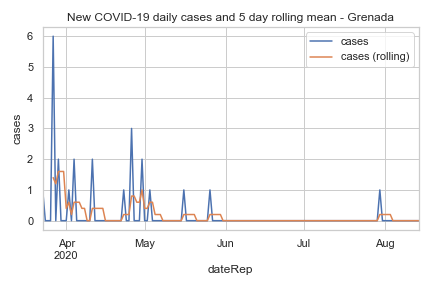 New COVID-19 daily cases and 5 day rolling mean - Grenada
cases
cases (rolling)
cases
6
5
4
3
2
1
0
Apr
2020
May
Jun
Jul
Aug
dateRep